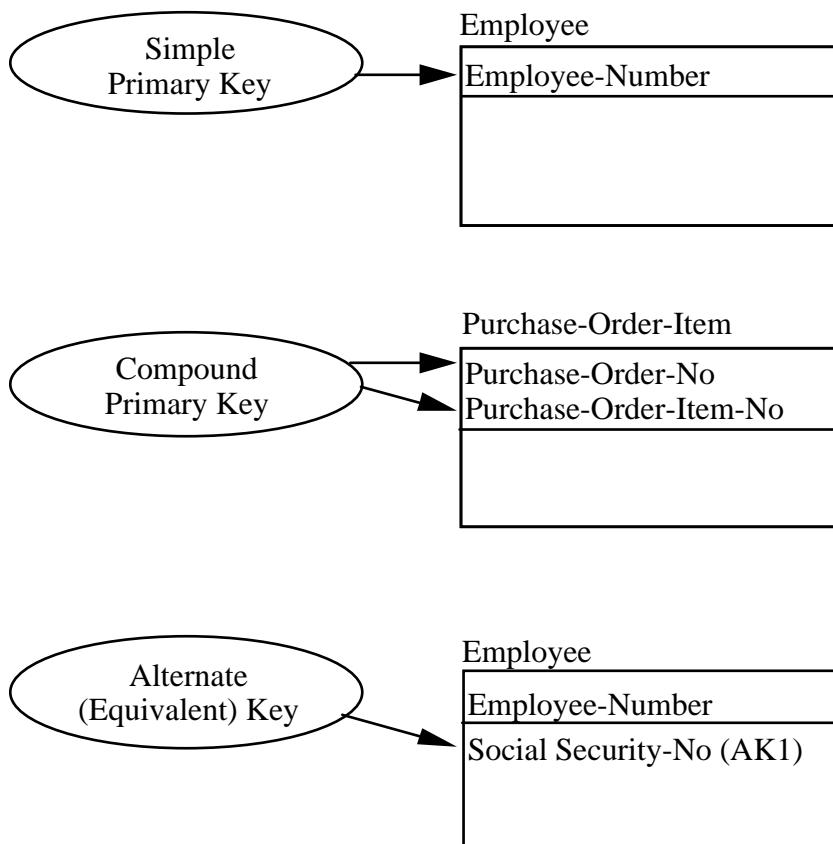 Simple
Primary Key
Employee
Employee-Number
Compound
Primary Key
Purchase-Order-Item
Purchase-Order-No
Purchase-Order-Item-No
Alternate
(Equivalent) Key
Employee
Employee-Number
Social Security-No (AK1)